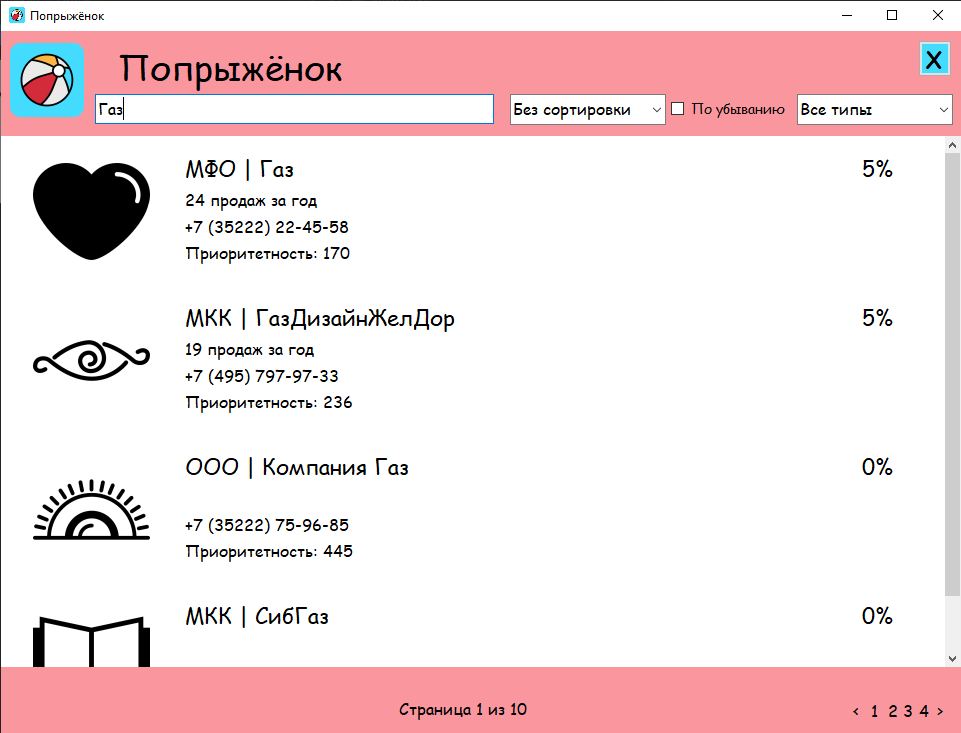 Попрыжёнок
Попрыжёнок
X
Газ
Без сортировки
По убыванию
Все типы
МФО | Газ
5%
24 продаж за год
+7 (35222) 22-45-58
Приоритетность: 170
МКК | ГазДизайнЖелДор
5%
19 продаж за год
+7 (495) 797-97-33
Приоритетность: 236
ООО | Компания Газ
0%
+7 (35222) 75-96-85
Приоритетность: 445
МКК | СибГаз
0%
Страница 1 из 10
< 1 2 3 4 >